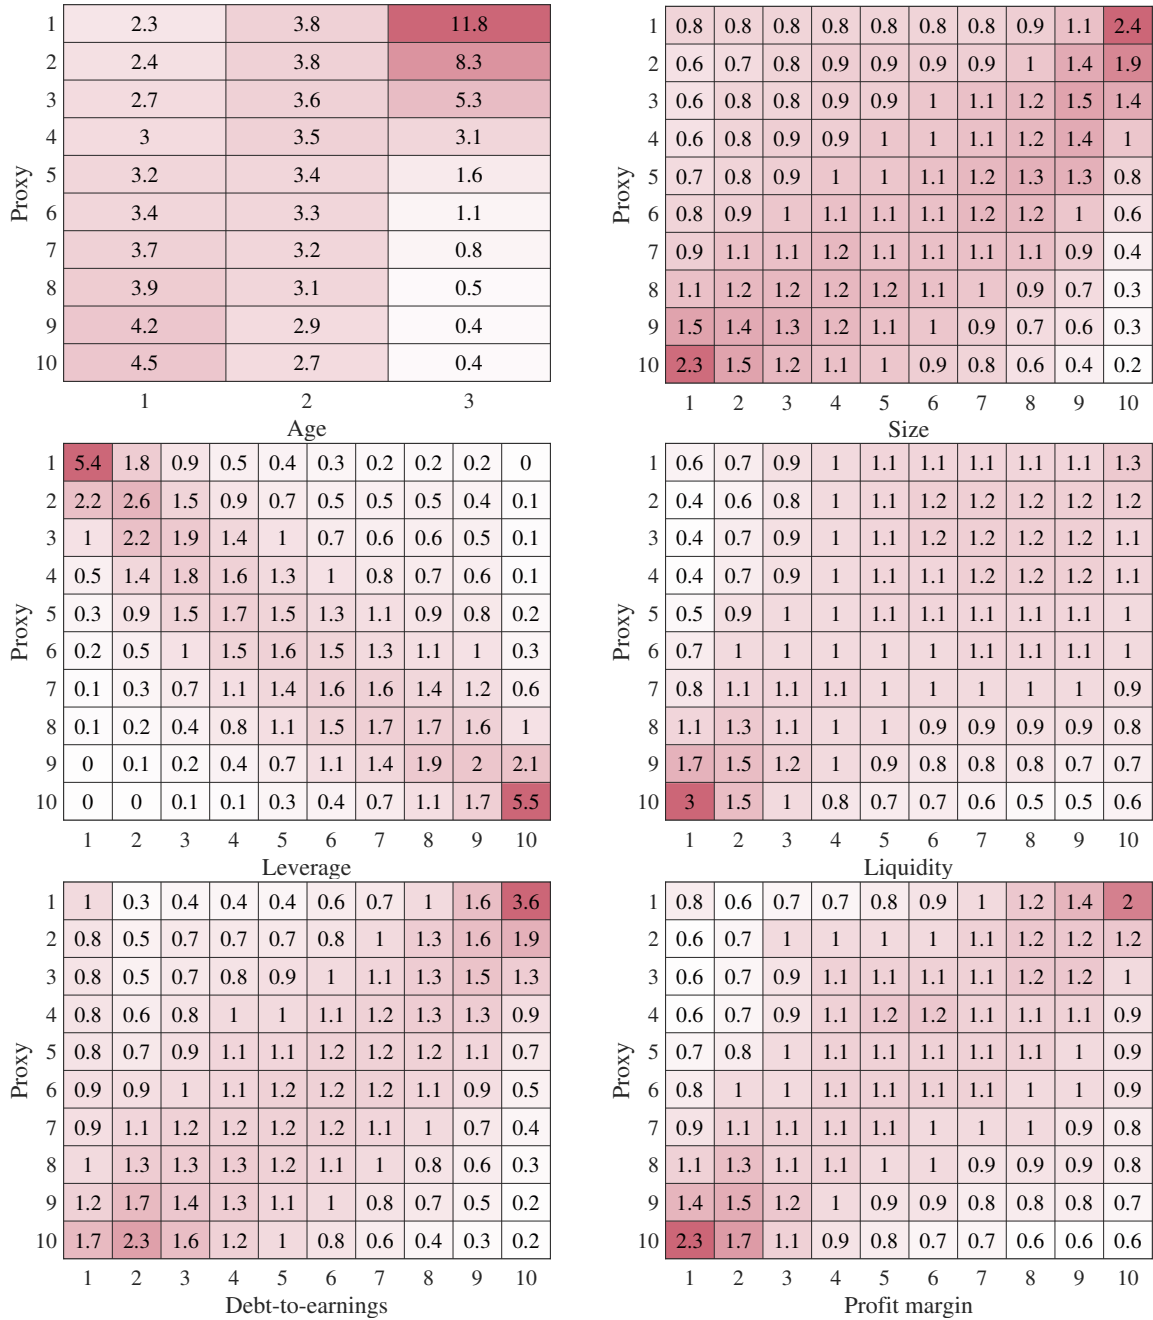 1 2.3 3.8 11.8
2 2.4 3.8 8.3
3 2.7 3.6 5.3
4 3 3.5 3.1
5 3.2 3.4 1.6
6 3.4 3.3 1.1
7 3.7 3.2 0.8
8 3.9 3.1 0.5
9 4.2 2.9 0.4
10 4.5 2.7 0.4
Proxy
1 2 3
Age
1 0.8 0.8 0.8 0.8 0.8 0.8 0.8 0.9 1.1 2.4
2 0.6 0.7 0.8 0.9 0.9 0.9 0.9 1 1.4 1.9
3 0.6 0.8 0.8 0.9 0.9 1 1.1 1.2 1.5 1.4
4 0.6 0.8 0.9 0.9 1 1 1.1 1.2 1.4 1
5 0.7 0.8 0.9 1 1 1.1 1.2 1.3 1.3 0.8
6 0.8 0.9 1 1.1 1.1 1.1 1.2 1.2 1 0.6
7 0.9 1.1 1.1 1.2 1.1 1.1 1.1 1.1 0.9 0.4
8 1.1 1.2 1.2 1.2 1.2 1.1 1 0.9 0.7 0.3
9 1.5 1.4 1.3 1.2 1.1 1 0.9 0.7 0.6 0.3
10 2.3 1.5 1.2 1.1 1 0.9 0.8 0.6 0.4 0.2
Proxy
1 2 3 4 5 6 7 8 9 10
Size
1 5.4 1.8 0.9 0.5 0.4 0.3 0.2 0.2 0.2 0
2 2.2 2.6 1.5 0.9 0.7 0.5 0.5 0.5 0.4 0.1
3 1 2.2 1.9 1.4 1 0.7 0.6 0.6 0.5 0.1
4 0.5 1.4 1.8 1.6 1.3 1 0.8 0.7 0.6 0.1
5 0.3 0.9 1.5 1.7 1.5 1.3 1.1 0.9 0.8 0.2
6 0.2 0.5 1 1.5 1.6 1.5 1.3 1.1 1 0.3
7 0.1 0.3 0.7 1.1 1.4 1.6 1.6 1.4 1.2 0.6
8 0.1 0.2 0.4 0.8 1.1 1.5 1.7 1.7 1.6 1
9 0 0.1 0.2 0.4 0.7 1.1 1.4 1.9 2 2.1
10 0 0 0.1 0.1 0.3 0.4 0.7 1.1 1.7 5.5
Proxy
1 2 3 4 5 6 7 8 9 10
Leverage
1 0.6 0.7 0.9 1 1.1 1.1 1.1 1.1 1.1 1.3
2 0.4 0.6 0.8 1 1.1 1.2 1.2 1.2 1.2 1.2
3 0.4 0.7 0.9 1 1.1 1.2 1.2 1.2 1.2 1.1
4 0.4 0.7 0.9 1 1.1 1.1 1.2 1.2 1.2 1.1
5 0.5 0.9 1 1 1.1 1.1 1.1 1.1 1.1 1
6 0.7 1 1 1 1 1 1.1 1.1 1.1 1
7 0.8 1.1 1.1 1.1 1 1 1 1 1 0.9
8 1.1 1.3 1.1 1 1 0.9 0.9 0.9 0.9 0.8
9 1.7 1.5 1.2 1 0.9 0.8 0.8 0.8 0.7 0.7
10 3 1.5 1 0.8 0.7 0.7 0.6 0.5 0.5 0.6
Proxy
1 2 3 4 5 6 7 8 9 10
Liquidity
1 1 0.3 0.4 0.4 0.4 0.6 0.7 1 1.6 3.6
2 0.8 0.5 0.7 0.7 0.7 0.8 1 1.3 1.6 1.9
3 0.8 0.5 0.7 0.8 0.9 1 1.1 1.3 1.5 1.3
4 0.8 0.6 0.8 1 1 1.1 1.2 1.3 1.3 0.9
5 0.8 0.7 0.9 1.1 1.1 1.2 1.2 1.2 1.1 0.7
6 0.9 0.9 1 1.1 1.2 1.2 1.2 1.1 0.9 0.5
7 0.9 1.1 1.2 1.2 1.2 1.2 1.1 1 0.7 0.4
8 1 1.3 1.3 1.3 1.2 1.1 1 0.8 0.6 0.3
9 1.2 1.7 1.4 1.3 1.1 1 0.8 0.7 0.5 0.2
10 1.7 2.3 1.6 1.2 1 0.8 0.6 0.4 0.3 0.2
Proxy
1 2 3 4 5 6 7 8 9 10
Debt-to-earnings
1 0.8 0.6 0.7 0.7 0.8 0.9 1 1.2 1.4 2
2 0.6 0.7 1 1 1 1 1.1 1.2 1.2 1.2
3 0.6 0.7 0.9 1.1 1.1 1.1 1.1 1.2 1.2 1
4 0.6 0.7 0.9 1.1 1.2 1.2 1.1 1.1 1.1 0.9
5 0.7 0.8 1 1.1 1.1 1.1 1.1 1.1 1 0.9
6 0.8 1 1 1.1 1.1 1.1 1.1 1 1 0.9
7 0.9 1.1 1.1 1.1 1.1 1 1 1 0.9 0.8
8 1.1 1.3 1.1 1.1 1 1 0.9 0.9 0.9 0.8
9 1.4 1.5 1.2 1 0.9 0.9 0.8 0.8 0.8 0.7
10 2.3 1.7 1.1 0.9 0.8 0.7 0.7 0.6 0.6 0.6
Proxy
1 2 3 4 5 6 7 8 9 10
Profit margin